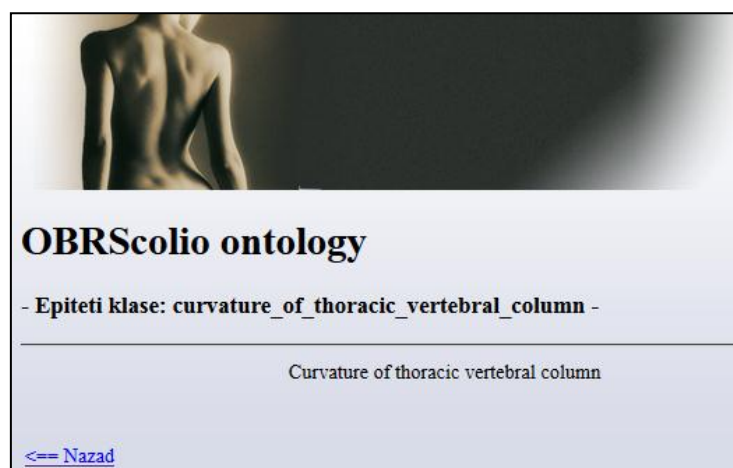 OBRScolio ontology
- Epiteti klase: curvature_of_thoracic_vertebral_column -
Curvature of thoracic vertebral column
<== Nazad